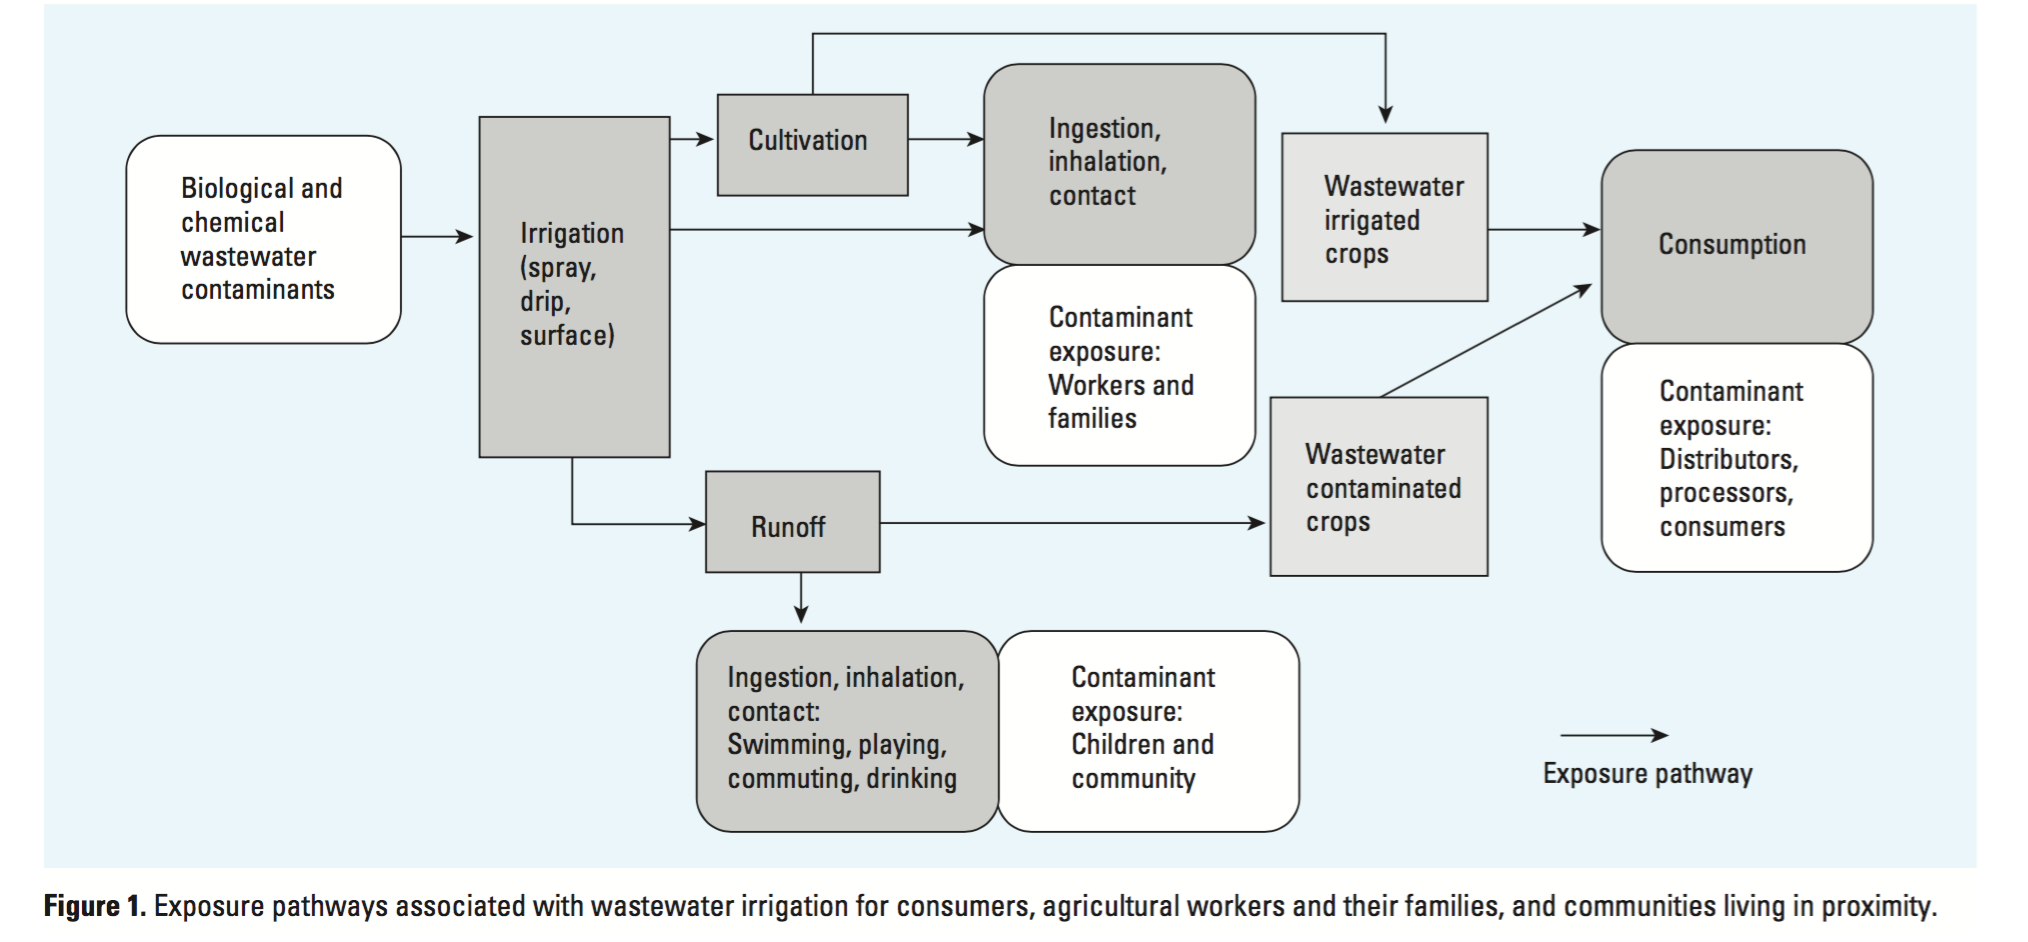 Biological and
chemical
wastewater
contaminants
Irrigation
(spray,
drip,
surface)
Cultivation
Ingestion,
inhalation,
contact
Contaminant
exposure:
Workers and
families
Wastewater
irrigated
crops
Consumption
Contaminant
exposure:
Distributors,
processors,
consumers
Wastewater
contaminated
crops
Runoff
Ingestion, inhalation,
contact:
Swimming, playing,
commuting, drinking
Contaminant
exposure:
Children and
community
Exposure pathway
Figure 1. Exposure pathways associated with wastewater irrigation for consumers, agricultural workers and their families, and communities living in proximity.